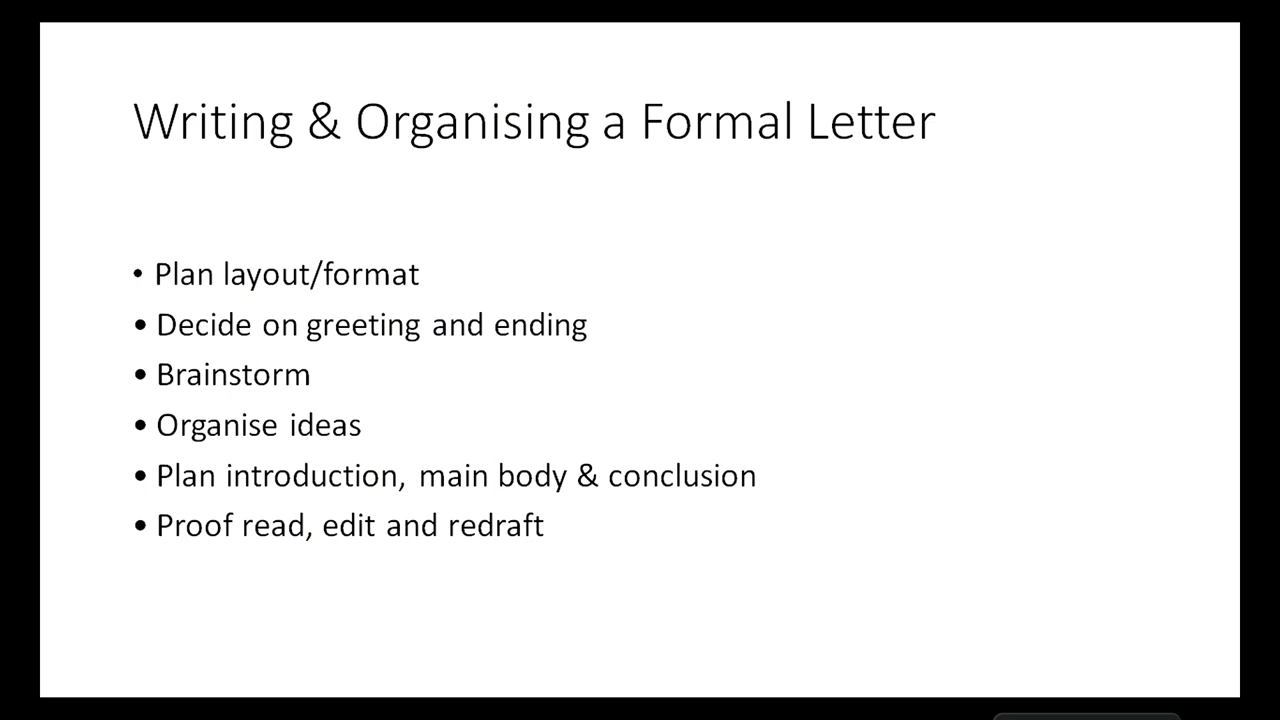 Writing & Organising a Formal Letter
• Plan layout/format
• Decide on greeting and ending
• Brainstorm
• Organise ideas
• Plan introduction, main body & conclusion
• Proof read, edit and redraft